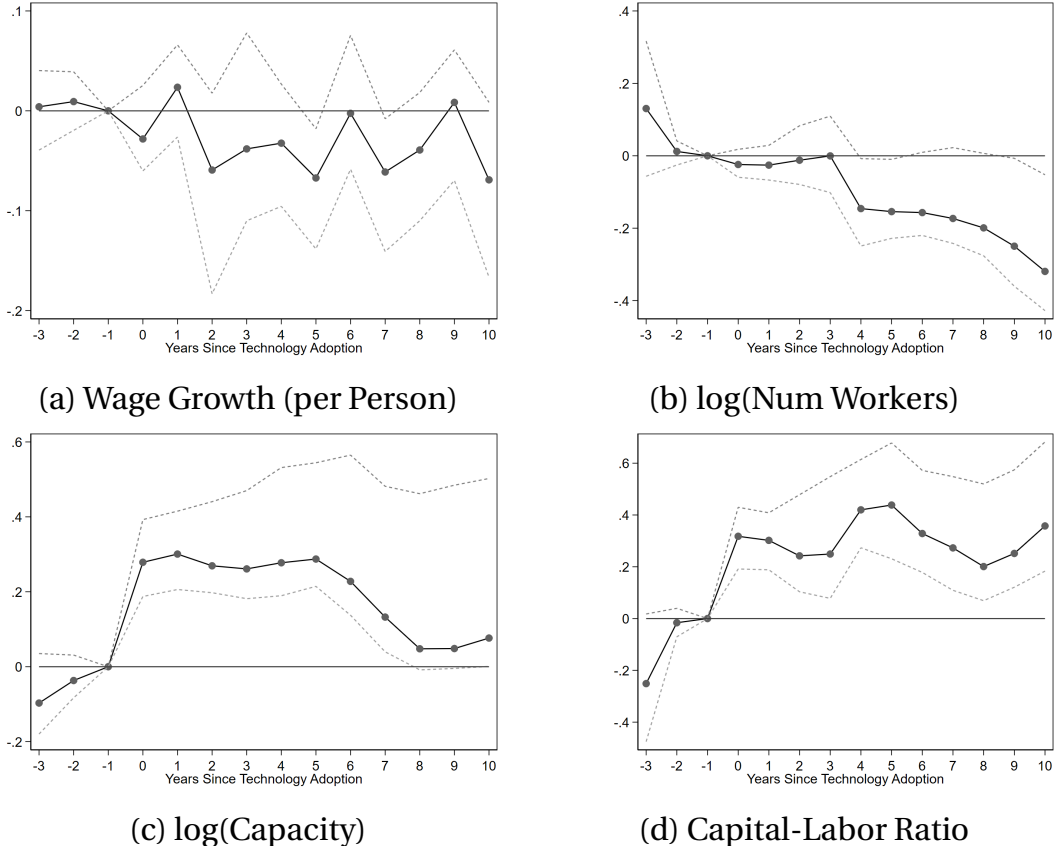 .1
0
-.1
-.2
-3 -2 -1 0 1 2 3 4 5 6 7 8 9 10
Years Since Technology Adoption
(a) Wage Growth (per Person)
.4
.2
0
-.2
-.4
-3 -2 -1 0 1 2 3 4 5 6 7 8 9 10
Years Since Technology Adoption
(b) log(Num Workers)
.6
.4
.2
0
-.2
-3 -2 -1 0 1 2 3 4 5 6 7 8 9 10
Years Since Technology Adoption
(c) log(Capacity)
.6
.4
.2
0
-.2
-.4
-3 -2 -1 0 1 2 3 4 5 6 7 8 9 10
Years Since Technology Adoption
(d) Capital-Labor Ratio